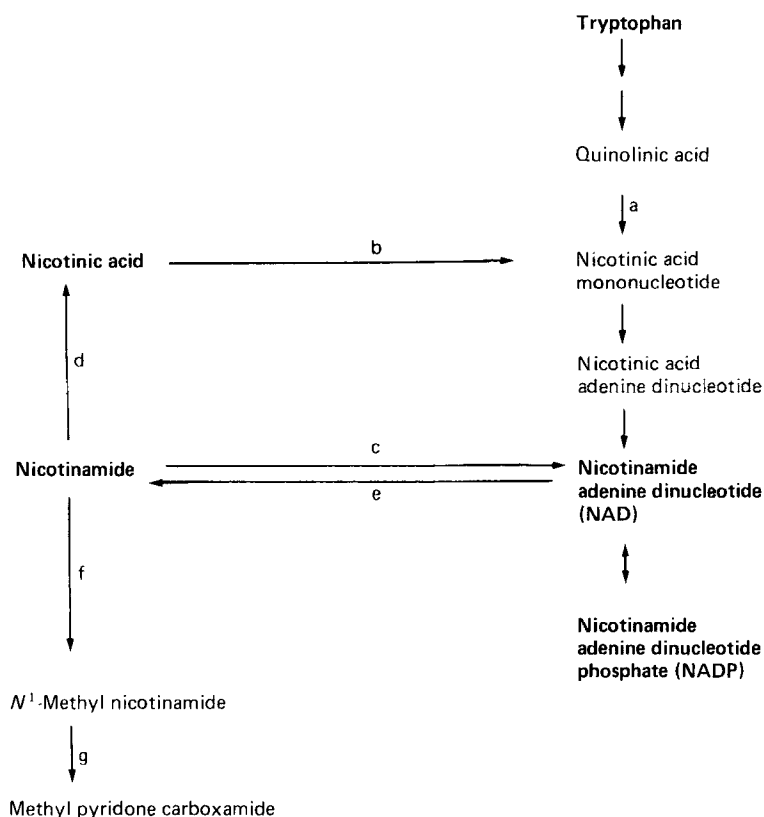 Tryptophan
Quinolinic acid
a
Nicotinic acid
b
Nicotinic acid
mononucleotide
d
Nicotinic acid
adenine dinucleotide
Nicotinamide
c
e
Nicotinamide
adenine dinucleotide
(NAD)
f
Nicotinamide
adenine dinucleotide
phosphate (NADP)
N¹-Methyl nicotinamide
g
Methyl pyridone carboxamide